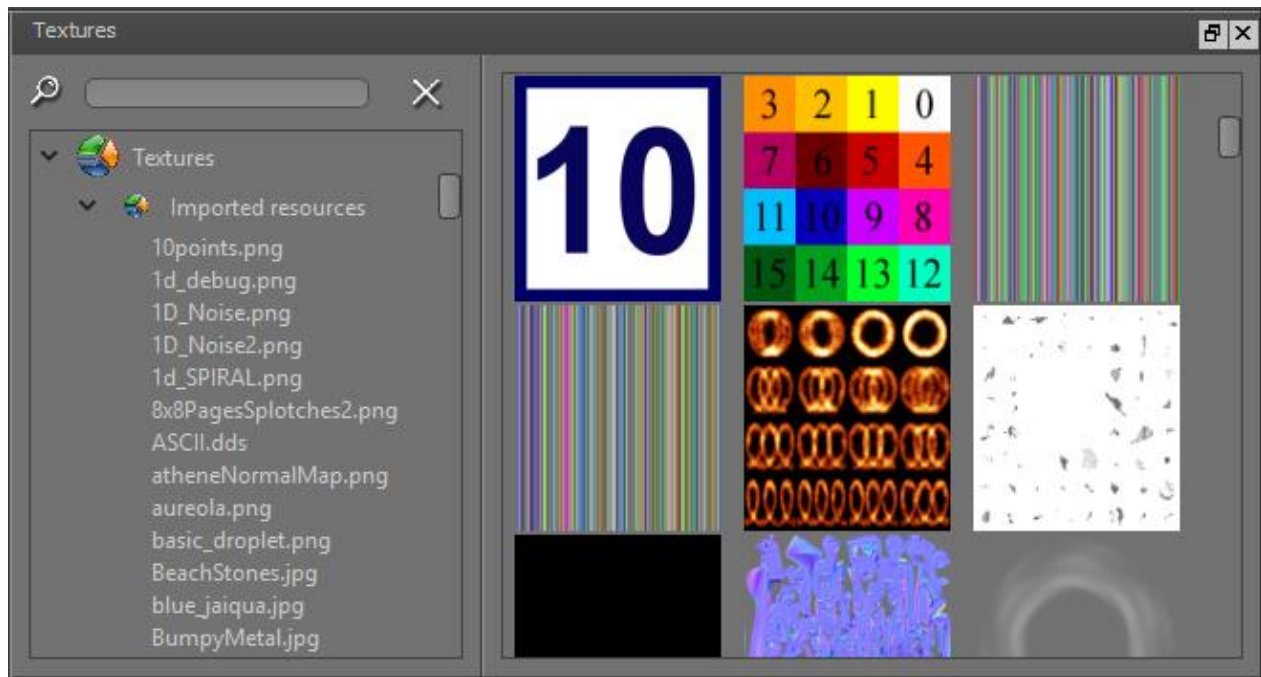 Textures
Textures
Imported resources
10points.png
1d_debug.png
1D_Noise.png
1D_Noise2.png
1d_SPIRAL.png
8x8PagesSplotches2.png
ASCII.dds
atheneNormalMap.png
aureola.png
basic_droplet.png
BeachStones.jpg
blue_jaiqua.jpg
BumpyMetal.jpg
10
3 2 1 0
7 6 5 4
11 10 9 8
15 14 13 12